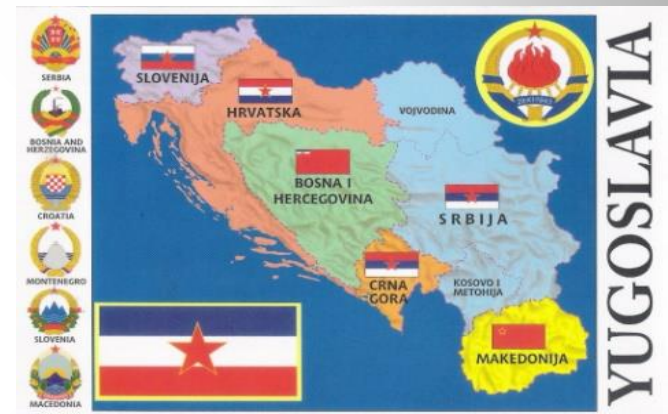 SERBIA
BOSNIA AND
HERZEGOVINA
CROATIA
MONTENEGRO
SLOVENIA
MACEDONIA
SLOVENIJA
HRVATSKA
VOJVODINA
BOSNA I
HERCEGOVINA
SRBIJA
CRNA
GORA
KOSOVO I
METOHIJA
MAKEDONIJA
YUGOSLAVIA